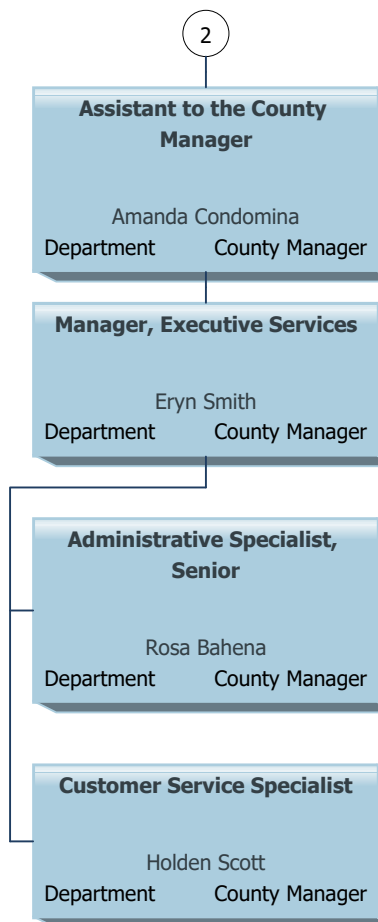 2
Assistant to the County
Manager
Amanda Condomina
Department County Manager
Manager, Executive Services
Eryn Smith
Department County Manager
Administrative Specialist,
Senior
Rosa Bahena
Department County Manager
Customer Service Specialist
Holden Scott
Department County Manager